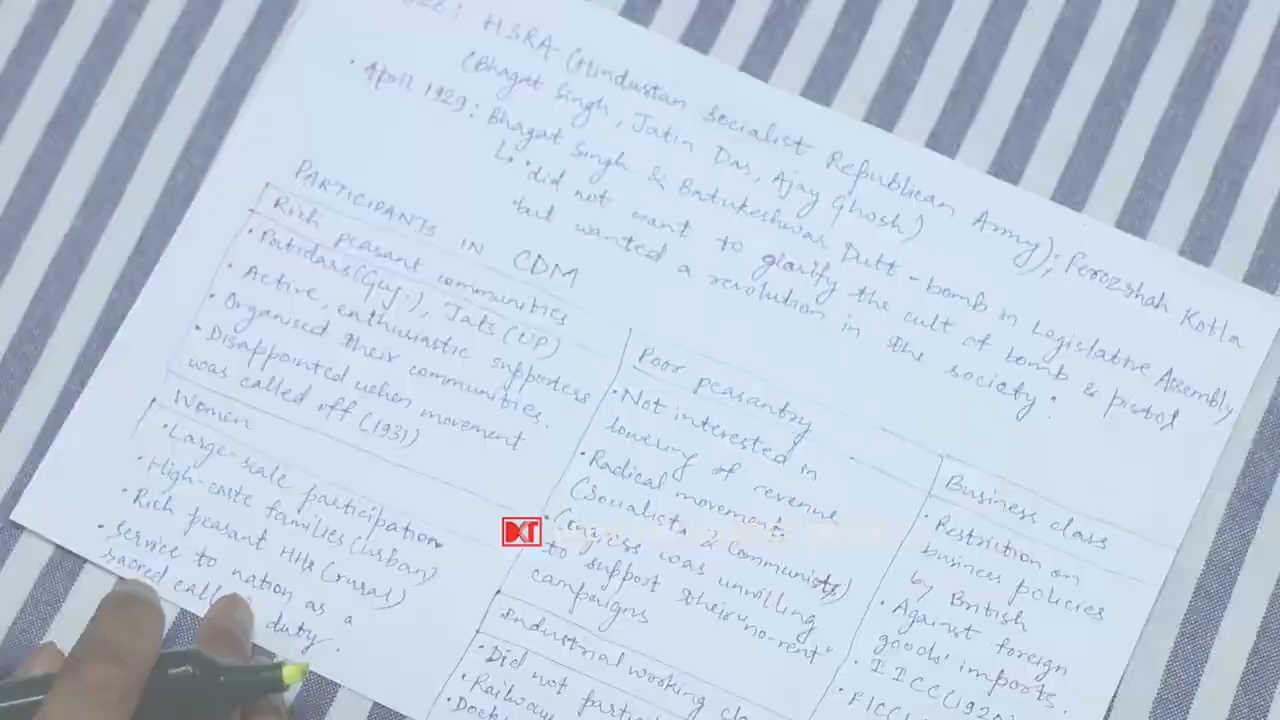 HSRA (Hindustan Socialist Republican Army); Ferozshah Kotla
(Bhagat Singh, Jatin Das, Ajay Ghosh)
• April 1929: Bhagat Singh & Batukeshwar Dutt - bomb in Legislative Assembly
↳ • did not want to glorify the cult of bomb & pistol
but wanted a revolution in the society.
PARTICIPANTS IN CDM
Rich peasant communities
• Patidars(Guj.), Jats (UP)
• Active, enthusiastic supporters
• Organised their communities.
• Disappointed when movement
was called off (1931)
Poor peasantry
• Not interested in
lowering of revenue
• Radical movements
(Socialists & Communists)
• Congress was unwilling
to support their "no-rent"
campaigns
Business class
• Restriction on
business policies
by British
• Against foreign
goods' imports.
• IICC(1920)
• FICC
Women
• Large-scale participation
• High-caste families (urban)
• Rich peasant HHs (rural)
• Service to nation as a
sacred duty.
Industrial working
• Did not
• Railway
DKT